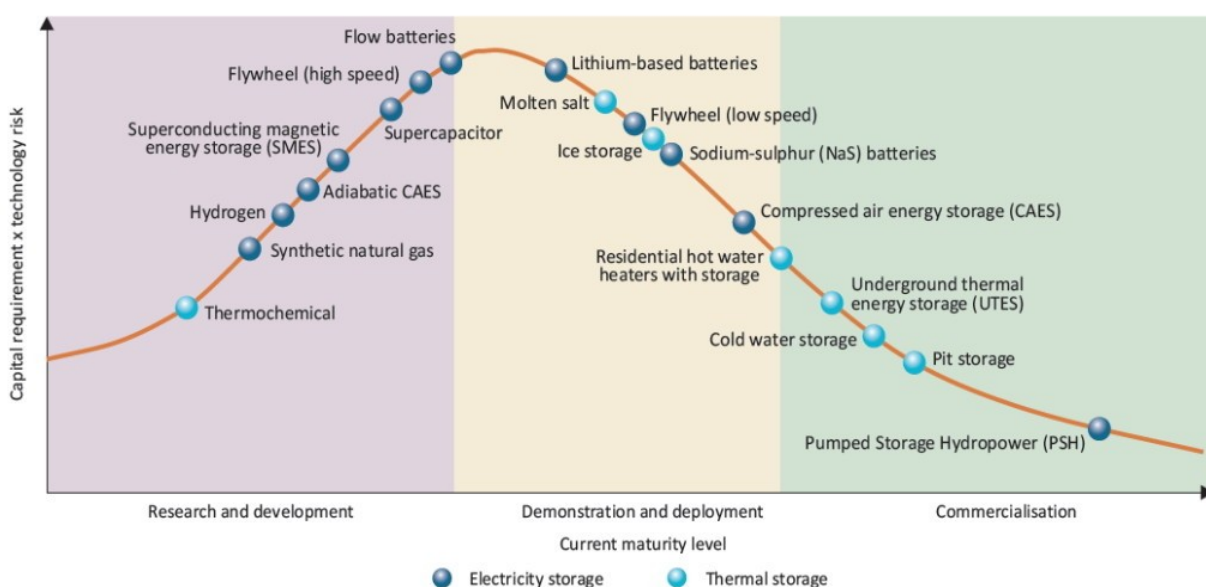 Capital requirement x technology risk
Flow batteries
Flywheel (high speed)
Supercapacitor
Superconducting magnetic
energy storage (SMES)
Adiabatic CAES
Hydrogen
Synthetic natural gas
Thermochemical
Lithium-based batteries
Molten salt
Flywheel (low speed)
Ice storage
Sodium-sulphur (NaS) batteries
Compressed air energy storage (CAES)
Residential hot water
heaters with storage
Underground thermal
energy storage (UTES)
Cold water storage
Pit storage
Pumped Storage Hydropower (PSH)
Research and development
Demonstration and deployment
Commercialisation
Current maturity level
Electricity storage
Thermal storage